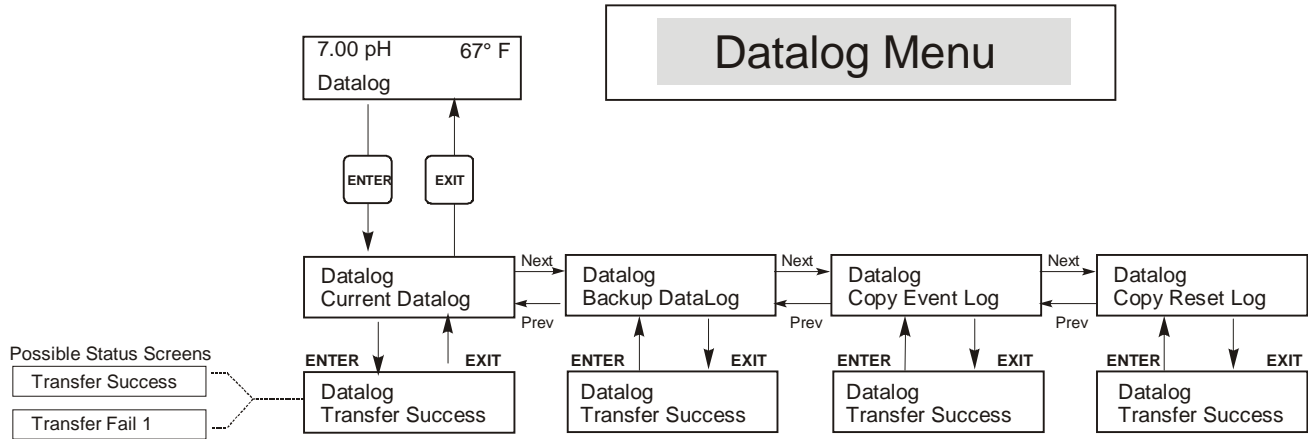 Datalog Menu
7.00 pH 67° F
Datalog
ENTER EXIT
Datalog
Current Datalog
Next
Prev
Datalog
Backup DataLog
Next
Prev
Datalog
Copy Event Log
Next
Prev
Datalog
Copy Reset Log
Possible Status Screens
Transfer Success
Transfer Fail 1
ENTER EXIT
Datalog
Transfer Success
ENTER EXIT
Datalog
Transfer Success
ENTER EXIT
Datalog
Transfer Success
ENTER EXIT
Datalog
Transfer Success